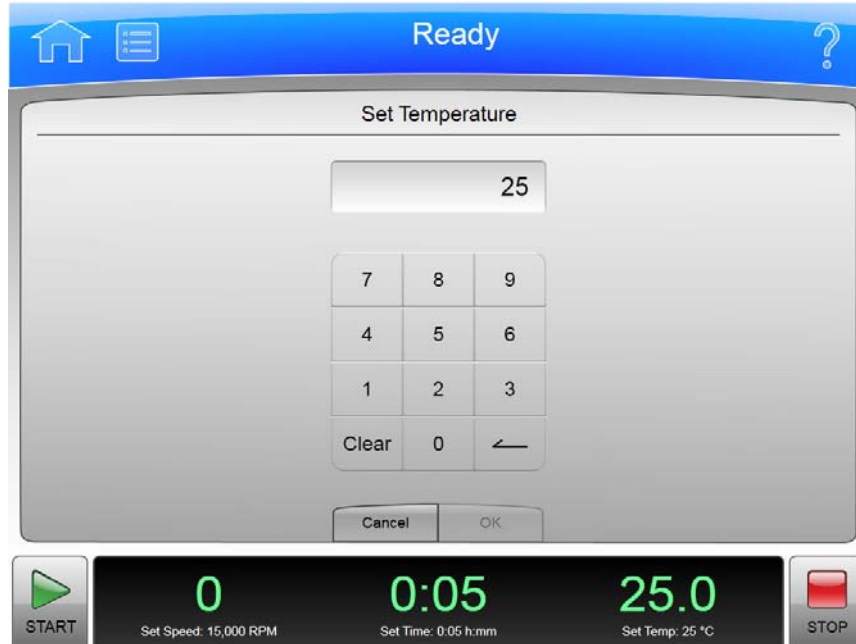 Ready
?
Set Temperature
25
7 8 9
4 5 6
1 2 3
Clear 0
Cancel OK
0 0:05 25.0
START Set Speed: 15,000 RPM Set Time: 0:05 h:mm Set Temp: 25 °C STOP